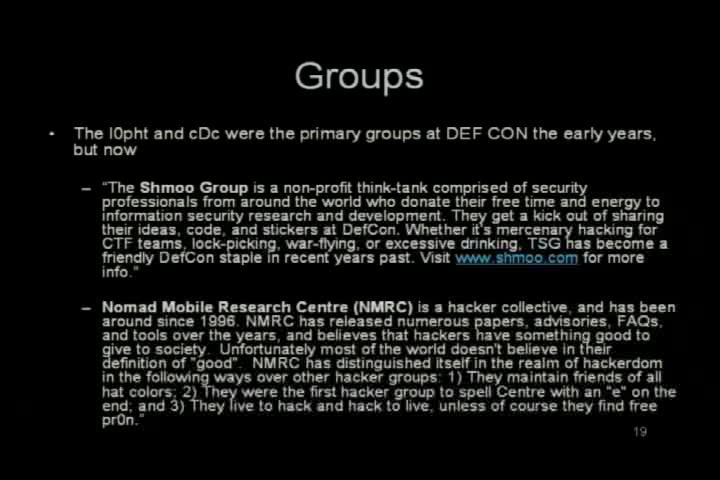 Groups
• The l0pht and cDc were the primary groups at DEF CON the early years,
but now
– "The Shmoo Group is a non-profit think-tank comprised of security
professionals from around the world who donate their free time and energy to
information security research and development. They get a kick out of sharing
their ideas, code, and stickers at DefCon. Whether it's mercenary hacking for
CTF teams, lock-picking, war-flying, or excessive drinking, TSG has become a
friendly DefCon staple in recent years past. Visit www.shmoo.com for more
info."
– Nomad Mobile Research Centre (NMRC) is a hacker collective, and has been
around since 1996. NMRC has released numerous papers, advisories, FAQs,
and tools over the years, and believes that hackers have something good to
give to society.  Unfortunately most of the world doesn't believe in their
definition of "good".  NMRC has distinguished itself in the realm of hackerdom
in the following ways over other hacker groups: 1) They maintain friends of all
hat colors; 2) They were the first hacker group to spell Centre with an "e" on the
end; and 3) They live to hack and hack to live, unless of course they find free
pr0n."
19